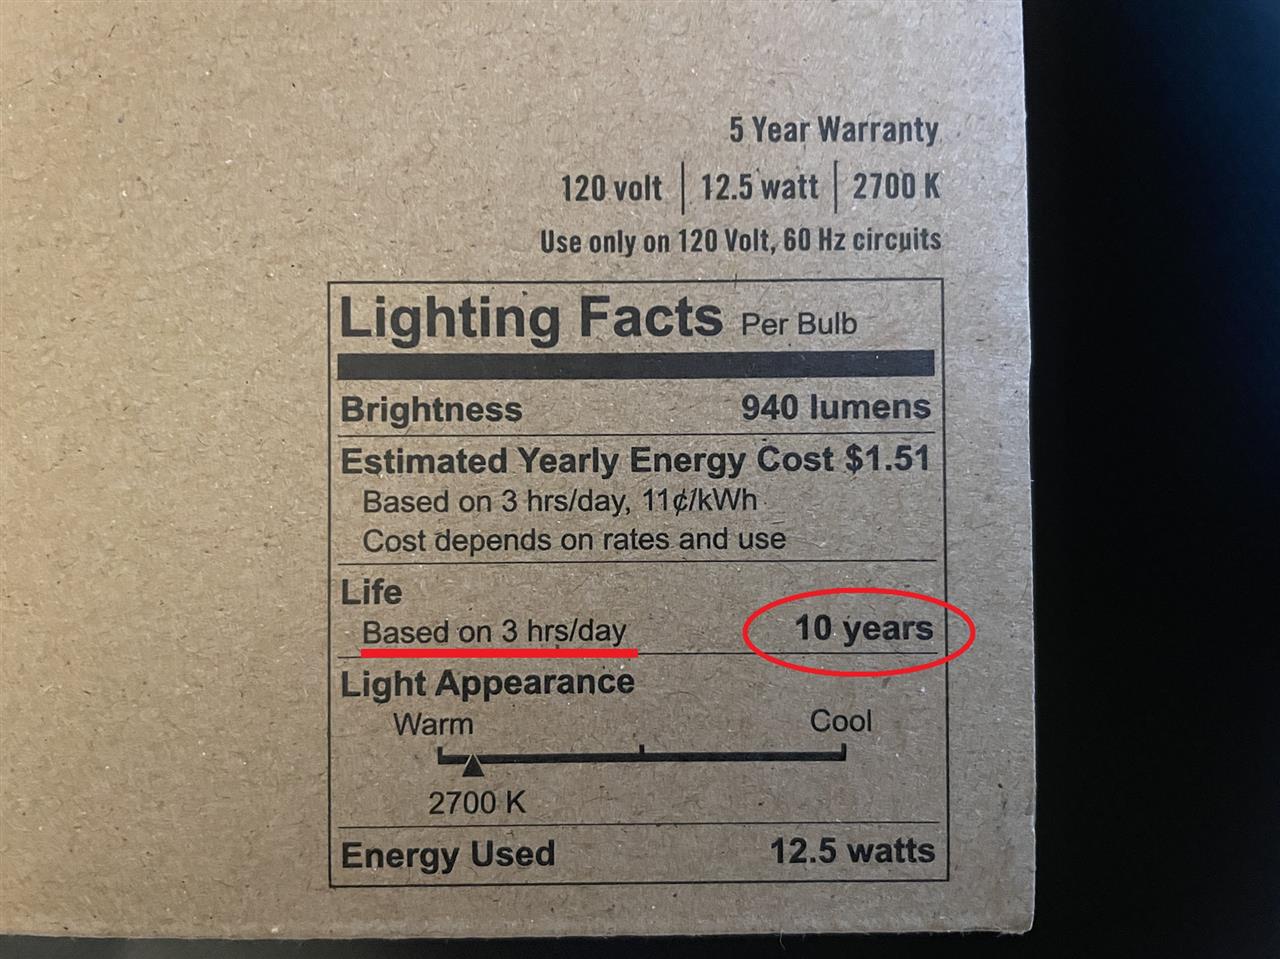 5 Year Warranty
120 volt | 12.5 watt | 2700 K
Use only on 120 Volt, 60 Hz circuits
Lighting Facts Per Bulb
Brightness 940 lumens
Estimated Yearly Energy Cost $1.51
Based on 3 hrs/day, 11¢/kWh
Cost depends on rates and use
Life
Based on 3 hrs/day 10 years
Light Appearance
Warm Cool
2700 K
Energy Used 12.5 watts